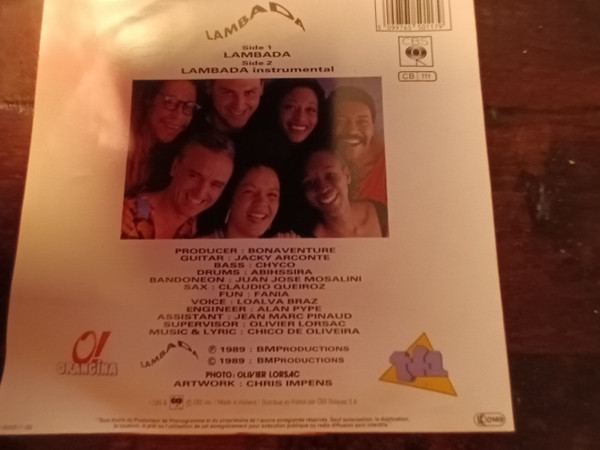 LAMBADA
Side 1
LAMBADA
Side 2
LAMBADA instrumental
CBS
CB 111
PRODUCER : BONAVENTURE
GUITAR : JACKY ARCONTE
BASS : CHYCO
DRUMS : ABIHSSIRA
BANDONEON : JUAN JOSE MOSALINI
SAX : CLAUDIO QUEIROZ
FUN : FANIA
VOICE : LOALVA BRAZ
ENGINEER : ALAN PYPE
ASSISTANT : JEAN MARC PINAUD
SUPERVISOR : OLIVIER LORSAC
MUSIC & LYRIC : CHICO DE OLIVEIRA
O!
ORANGINA
LAMBADA
℗ 1989 : BMPRODUCTIONS
© 1989 : BMPRODUCTIONS
PHOTO: OLIVIER LORSAC
ARTWORK : CHRIS IMPENS
TF1